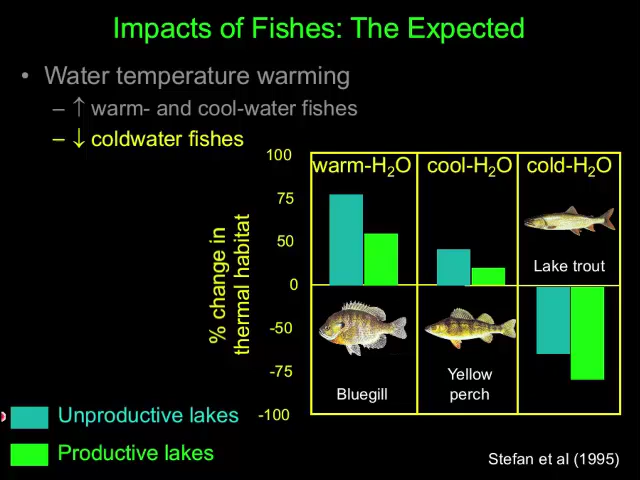 Impacts of Fishes: The Expected
• Water temperature warming
– ↑ warm- and cool-water fishes
– ↓ coldwater fishes
100
75
50
0
-50
-75
-100
% change in
thermal habitat
warm-H₂O
cool-H₂O
cold-H₂O
Lake trout
Bluegill
Yellow
perch
Unproductive lakes
Productive lakes
Stefan et al (1995)